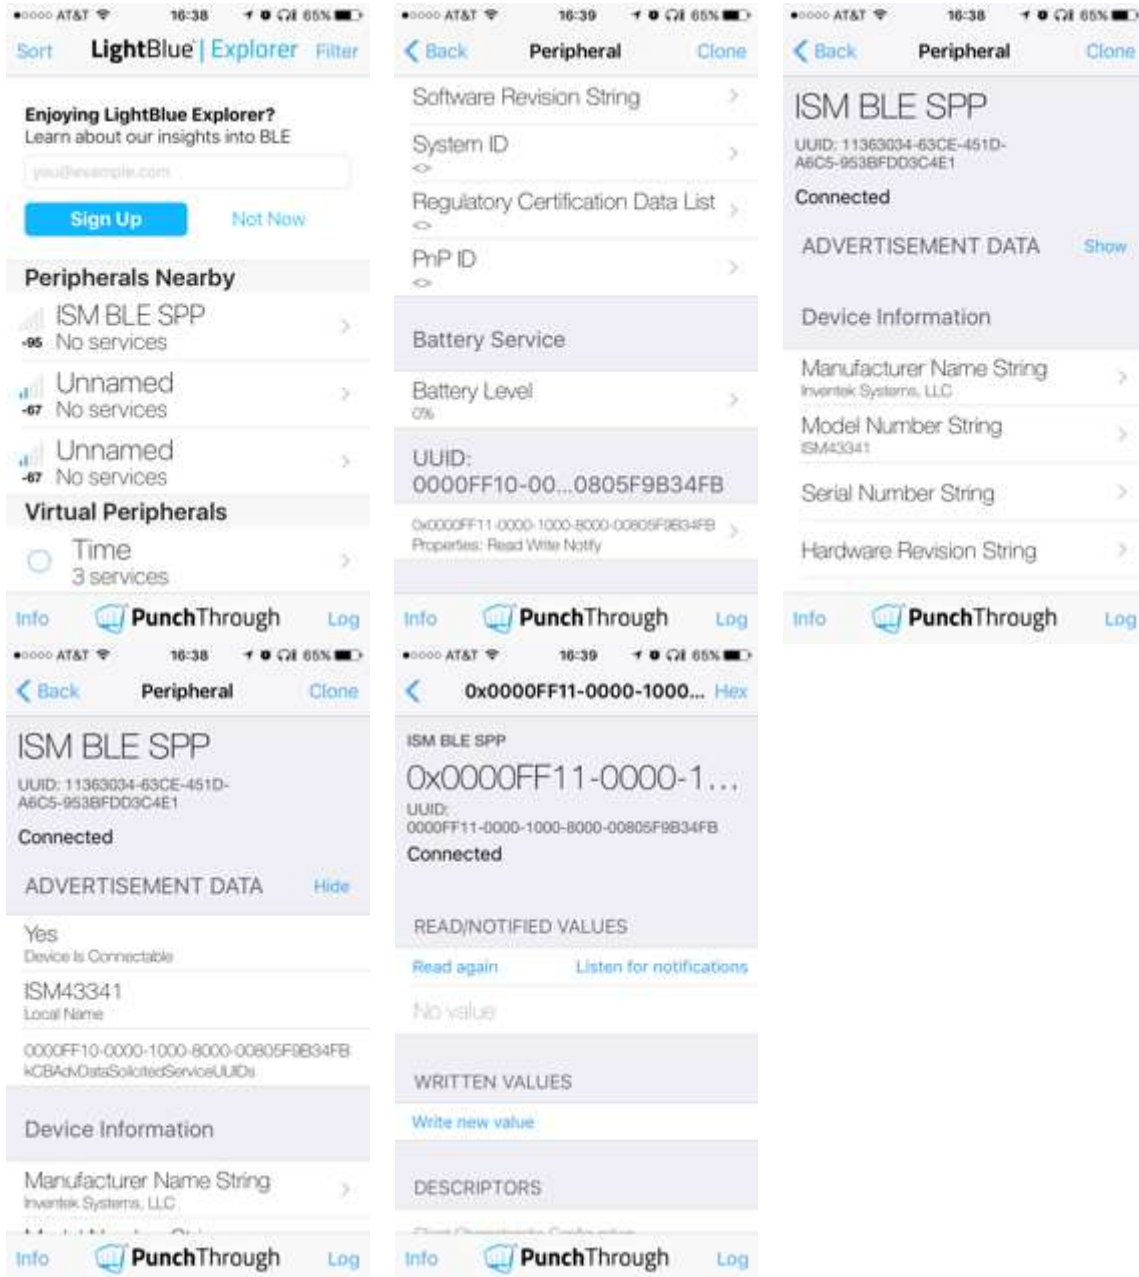 AT&T 16:38 65%
Sort LightBlue | Explorer Filter
Enjoying LightBlue Explorer?
Learn about our insights into BLE
you@example.com
Sign Up Not Now
Peripherals Nearby
ISM BLE SPP
-95 No services
Unnamed
-67 No services
Unnamed
-67 No services
Virtual Peripherals
Time
3 services
Info PunchThrough Log
AT&T 16:39 65%
Back Peripheral Clone
Software Revision String
System ID
<>
Regulatory Certification Data List
<>
PnP ID
<>
Battery Service
Battery Level
0%
UUID:
0000FF10-00...0805F9B34FB
0x0000FF11-0000-1000-8000-00805F9B34FB
Properties: Read Write Notify
Info PunchThrough Log
AT&T 16:38 65%
Back Peripheral Clone
ISM BLE SPP
UUID: 11363034-63CE-451D-
A6C5-953BFDD3C4E1
Connected
ADVERTISEMENT DATA Show
Device Information
Manufacturer Name String
Inventek Systems, LLC
Model Number String
ISM43341
Serial Number String
Hardware Revision String
Info PunchThrough Log
AT&T 16:38 65%
Back Peripheral Clone
ISM BLE SPP
UUID: 11363034-63CE-451D-
A6C5-953BFDD3C4E1
Connected
ADVERTISEMENT DATA Hide
Yes
Device Is Connectable
ISM43341
Local Name
0000FF10-0000-1000-8000-00805F9B34FB
kCBAdvDataSolicitedServiceUUIDs
Device Information
Manufacturer Name String
Inventek Systems, LLC
Info PunchThrough Log
AT&T 16:39 65%
0x0000FF11-0000-1000... Hex
ISM BLE SPP
0x0000FF11-0000-1...
UUID:
0000FF11-0000-1000-8000-00805F9B34FB
Connected
READ/NOTIFIED VALUES
Read again Listen for notifications
No value
WRITTEN VALUES
Write new value
DESCRIPTORS
Info PunchThrough Log